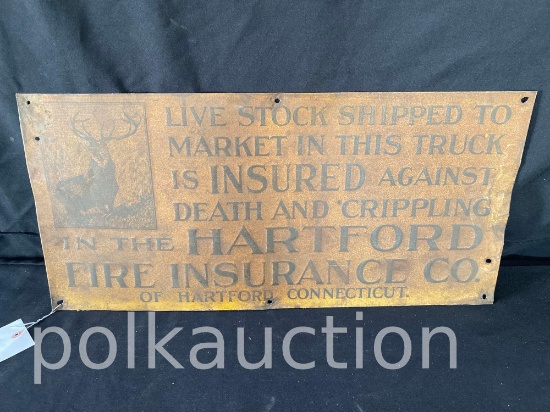 LIVE STOCK SHIPPED TO
MARKET IN THIS TRUCK
IS INSURED AGAINST
DEATH AND CRIPPLING
IN THE HARTFORD
FIRE INSURANCE CO.
OF HARTFORD, CONNECTICUT.
polkauction